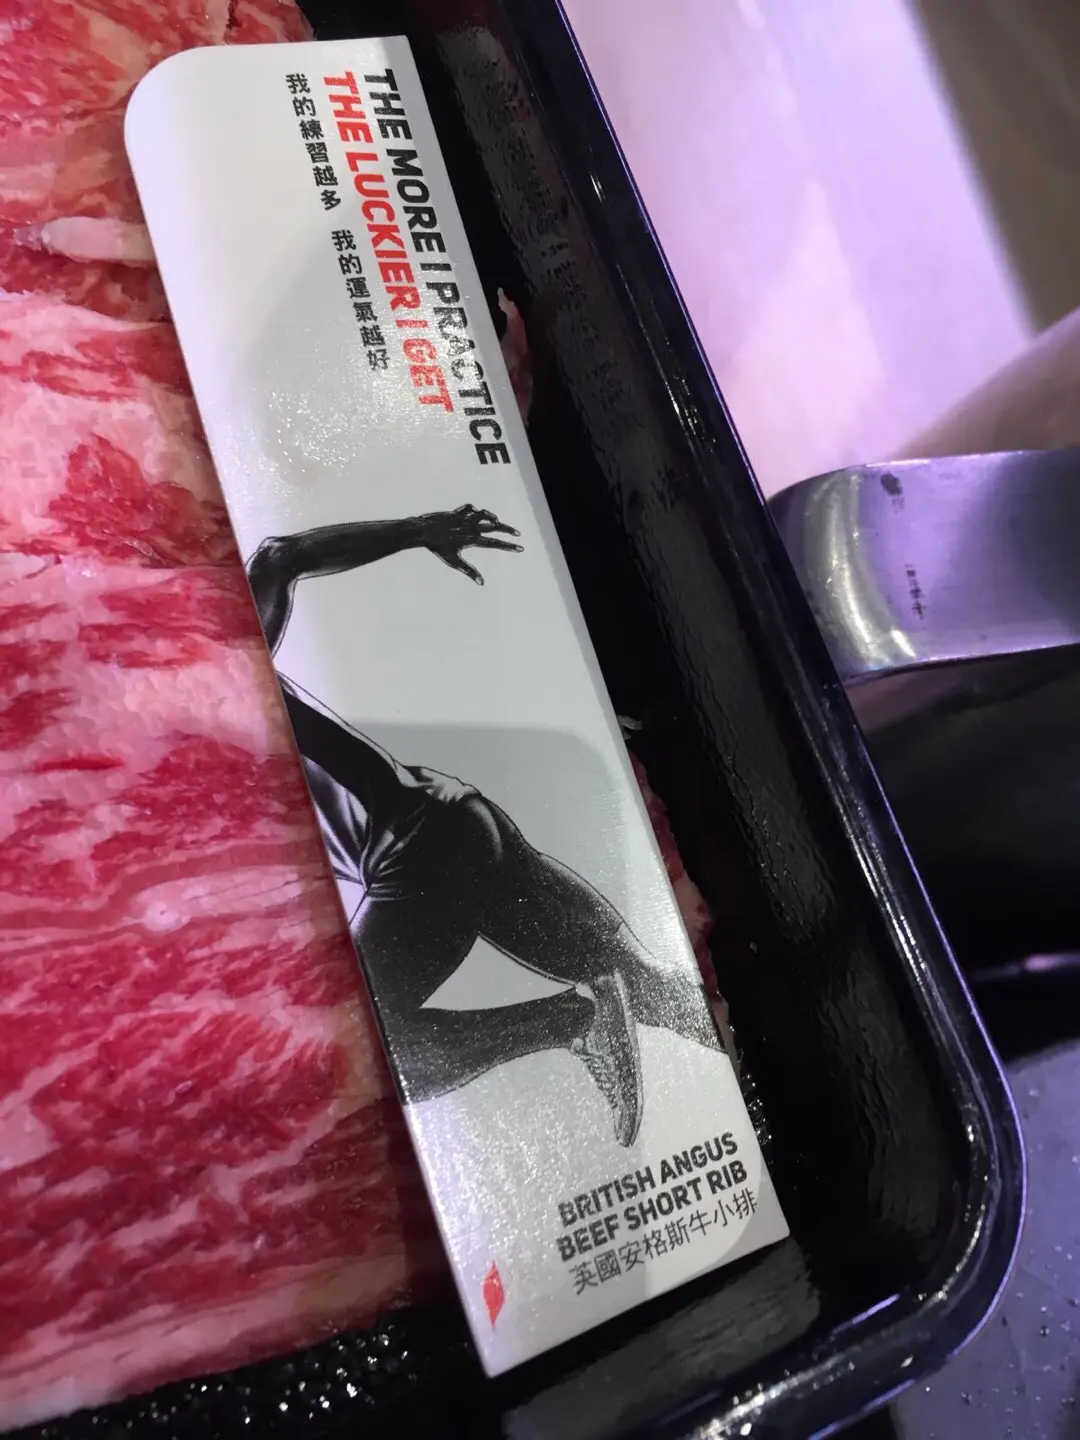 THE MORE I PRACTICE
THE LUCKIER I GET
我的練習越多 我的運氣越好
BRITISH ANGUS
BEEF SHORT RIB
英國安格斯牛小排